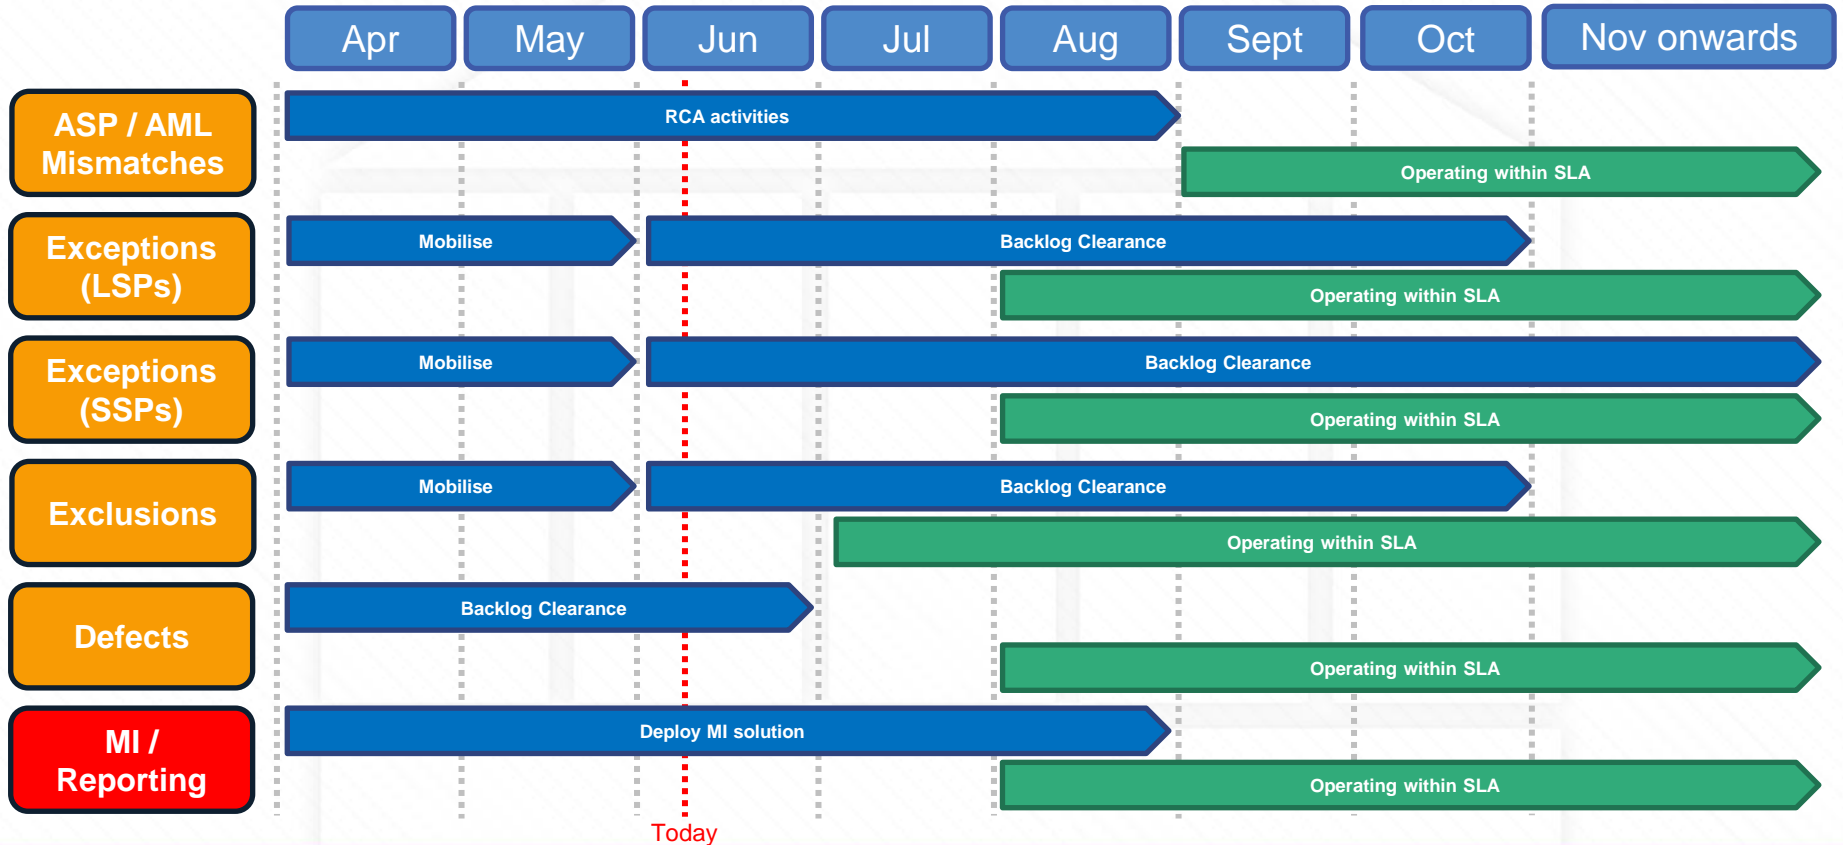 Apr May Jun Jul Aug Sept Oct Nov onwards
ASP / AML
Mismatches
RCA activities
Operating within SLA
Exceptions
(LSPs)
Mobilise
Backlog Clearance
Operating within SLA
Exceptions
(SSPs)
Mobilise
Backlog Clearance
Operating within SLA
Exclusions
Mobilise
Backlog Clearance
Operating within SLA
Defects
Backlog Clearance
Operating within SLA
MI /
Reporting
Deploy MI solution
Operating within SLA
Today